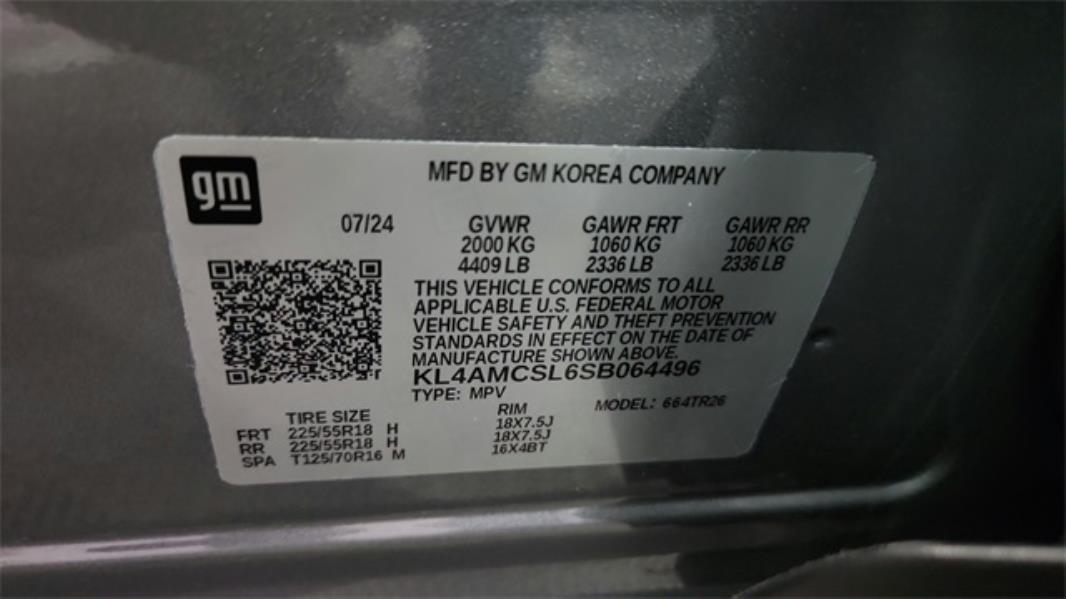 gm
MFD BY GM KOREA COMPANY
07/24 GVWR GAWR FRT GAWR RR
2000 KG 1060 KG 1060 KG
4409 LB 2336 LB 2336 LB
THIS VEHICLE CONFORMS TO ALL
APPLICABLE U.S. FEDERAL MOTOR
VEHICLE SAFETY AND THEFT PREVENTION
STANDARDS IN EFFECT ON THE DATE OF
MANUFACTURE SHOWN ABOVE.
KL4AMCSL6SB064496
TYPE: MPV MODEL: 664TR26
TIRE SIZE RIM
FRT 225/55R18 H 18X7.5J
RR 225/55R18 H 18X7.5J
SPA T125/70R16 M 16X4BT